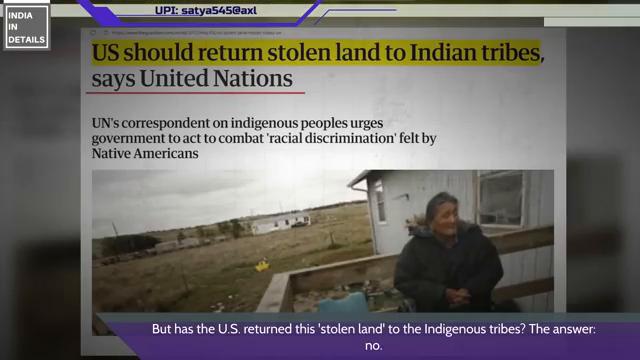 INDIA
IN
DETAILS
UPI: satya545@axl
US should return stolen land to Indian tribes,
says United Nations
UN's correspondent on indigenous peoples urges
government to act to combat 'racial discrimination' felt by
Native Americans
But has the U.S. returned this 'stolen land' to the Indigenous tribes? The answer:
no.